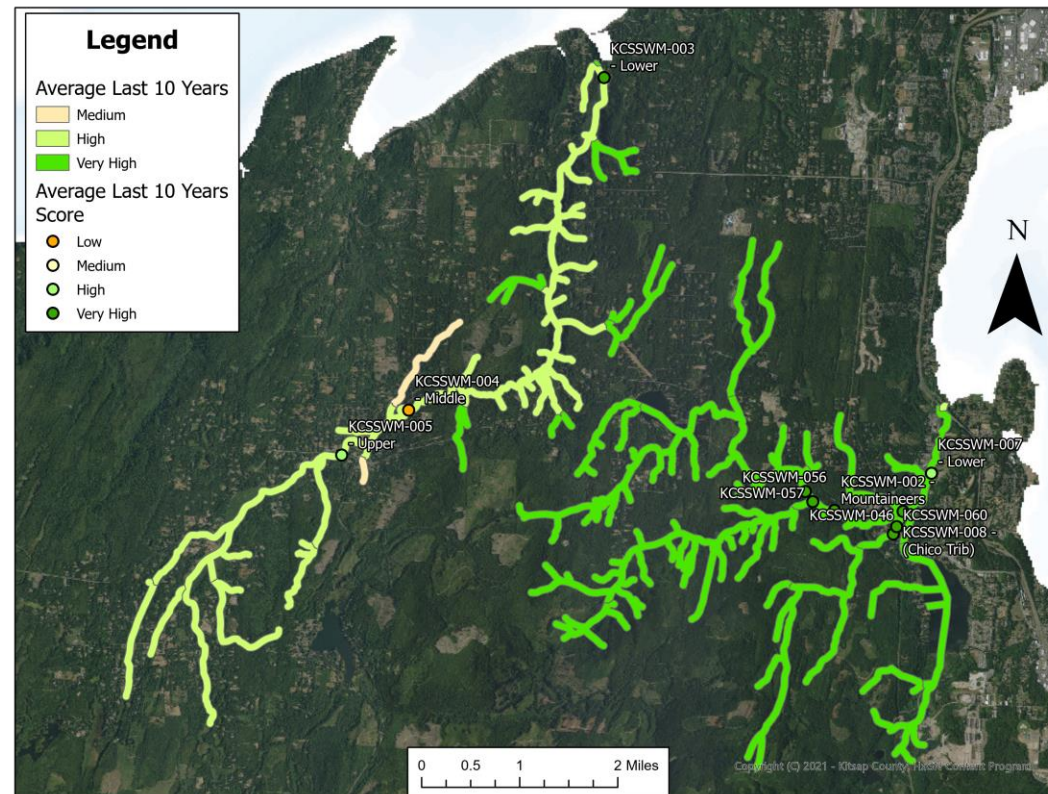 Legend
Average Last 10 Years
Medium
High
Very High
Average Last 10 Years
Score
Low
Medium
High
Very High
KCSSWM-003
- Lower
N
KCSSWM-004
- Middle
KCSSWM-005
- Upper
KCSSWM-007
- Lower
KCSSWM-056
KCSSWM-002 -
Mountaineers
KCSSWM-057
KCSSWM-046
KCSSWM-060
KCSSWM-008 -
(Chico Trib)
0 0.5 1 2 Miles
Copyright (C) 2021 - Kitsap County, HxGN Content Program